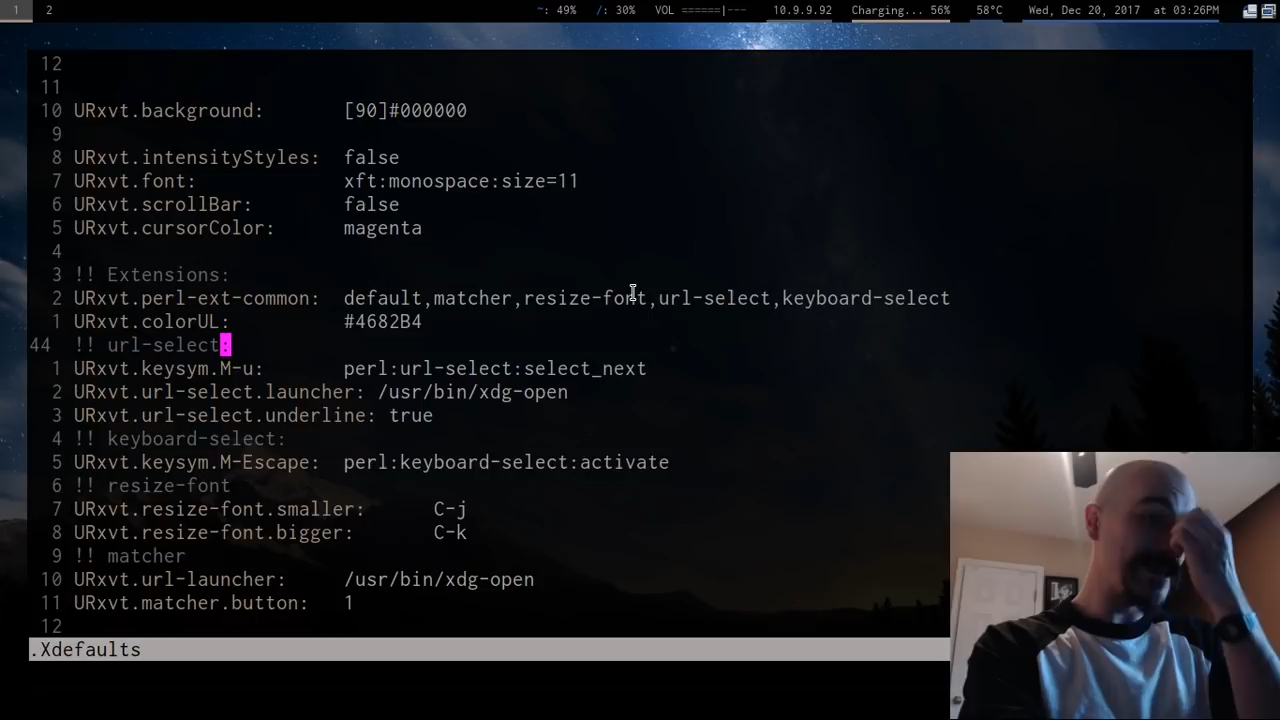 1 2 ~: 49% /: 30% VOL ======|--- 10.9.9.92 Charging... 56% 58°C Wed, Dec 20, 2017 at 03:26PM
12
11
10 URxvt.background: [90]#000000
9
8 URxvt.intensityStyles: false
7 URxvt.font: xft:monospace:size=11
6 URxvt.scrollBar: false
5 URxvt.cursorColor: magenta
4
3 !! Extensions:
2 URxvt.perl-ext-common: default,matcher,resize-font,url-select,keyboard-select
1 URxvt.colorUL: #4682B4
44 !! url-select:
1 URxvt.keysym.M-u: perl:url-select:select_next
2 URxvt.url-select.launcher: /usr/bin/xdg-open
3 URxvt.url-select.underline: true
4 !! keyboard-select:
5 URxvt.keysym.M-Escape: perl:keyboard-select:activate
6 !! resize-font
7 URxvt.resize-font.smaller: C-j
8 URxvt.resize-font.bigger: C-k
9 !! matcher
10 URxvt.url-launcher: /usr/bin/xdg-open
11 URxvt.matcher.button: 1
12
.Xdefaults